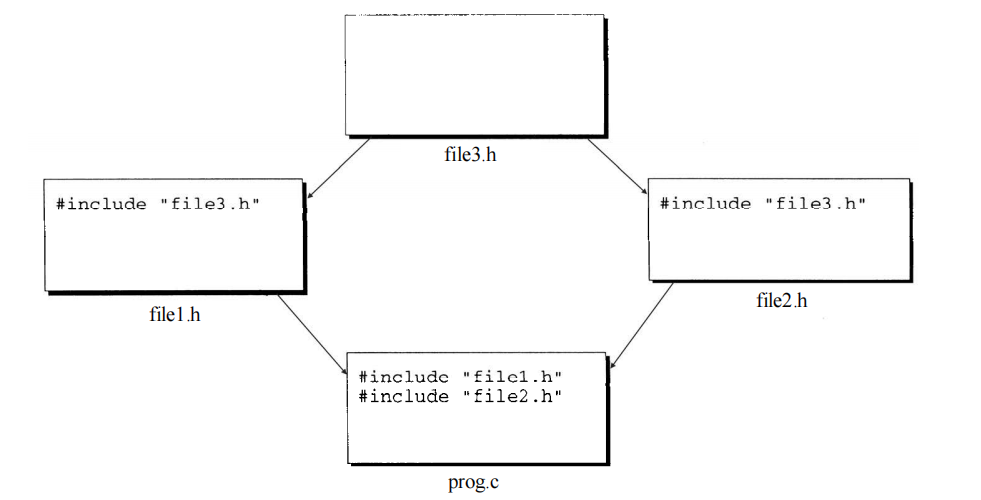 file3.h
#include "file3.h"
#include "file3.h"
file1.h
file2.h
#include "file1.h"
#include "file2.h"
prog.c